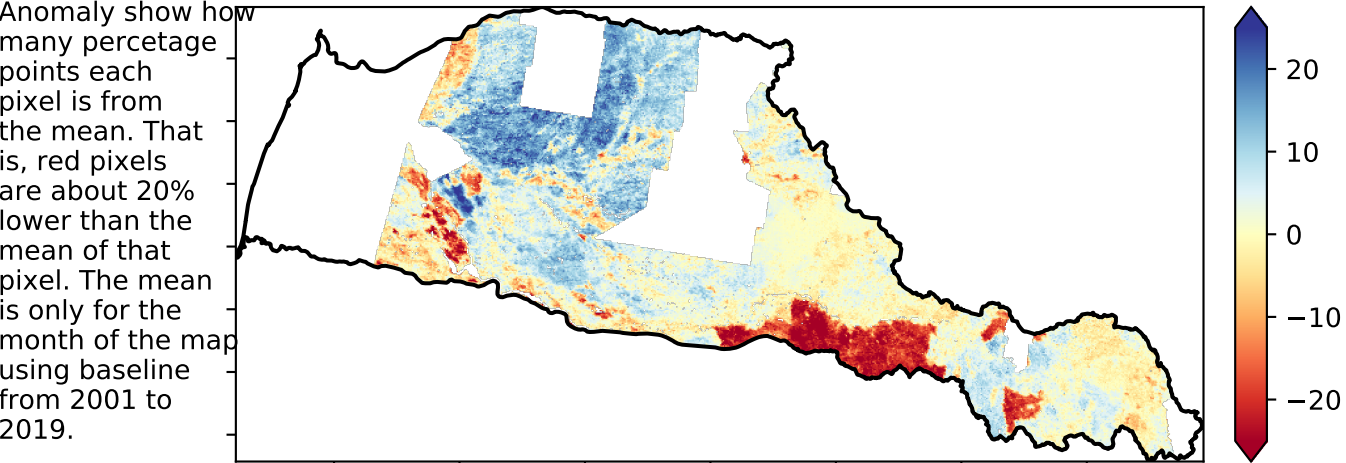 Anomaly show how
many percetage
points each
pixel is from
the mean. That
is, red pixels
are about 20%
lower than the
mean of that
pixel. The mean
is only for the
month of the map
using baseline
from 2001 to
2019.
20
10
0
−10
−20